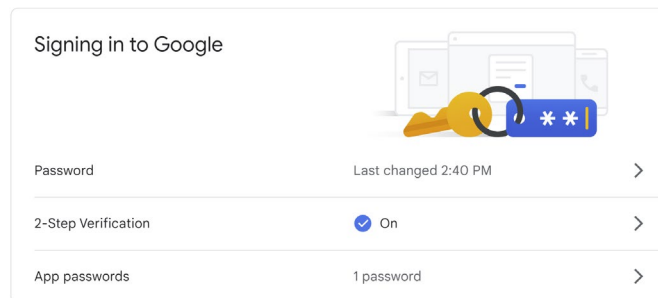 Signing in to Google
**
Password Last changed 2:40 PM
2-Step Verification On
App passwords 1 password